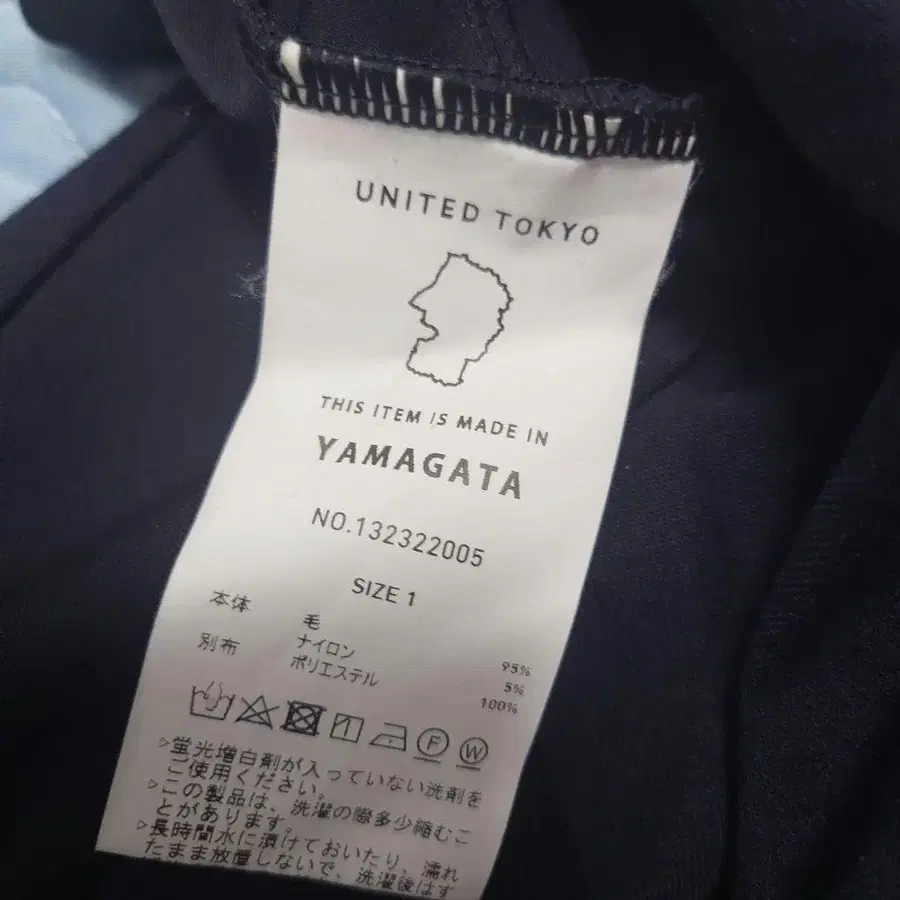 UNITED TOKYO
THIS ITEM IS MADE IN
YAMAGATA
NO.132322005
SIZE 1
本体 毛 95%
ナイロン 5%
別布 ポリエステル 100%
F W
▷蛍光増白剤が入っていない洗剤を
ご使用ください。
▷この製品は、洗濯の際多少縮むこ
とがあります。
▷長時間水に漬けておいたり、濡れ
たまま放置しないで、洗濯後はす